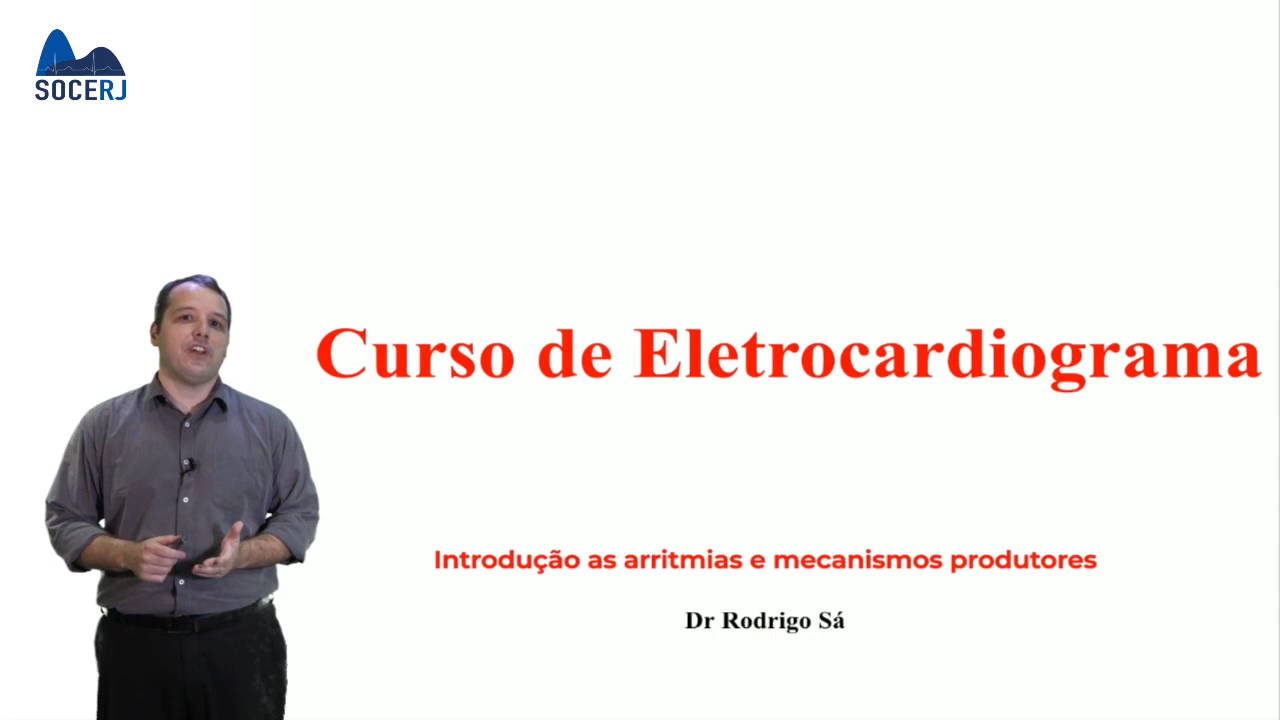 SOCERJ
Curso de Eletrocardiograma
Introdução as arritmias e mecanismos produtores
Dr Rodrigo Sá